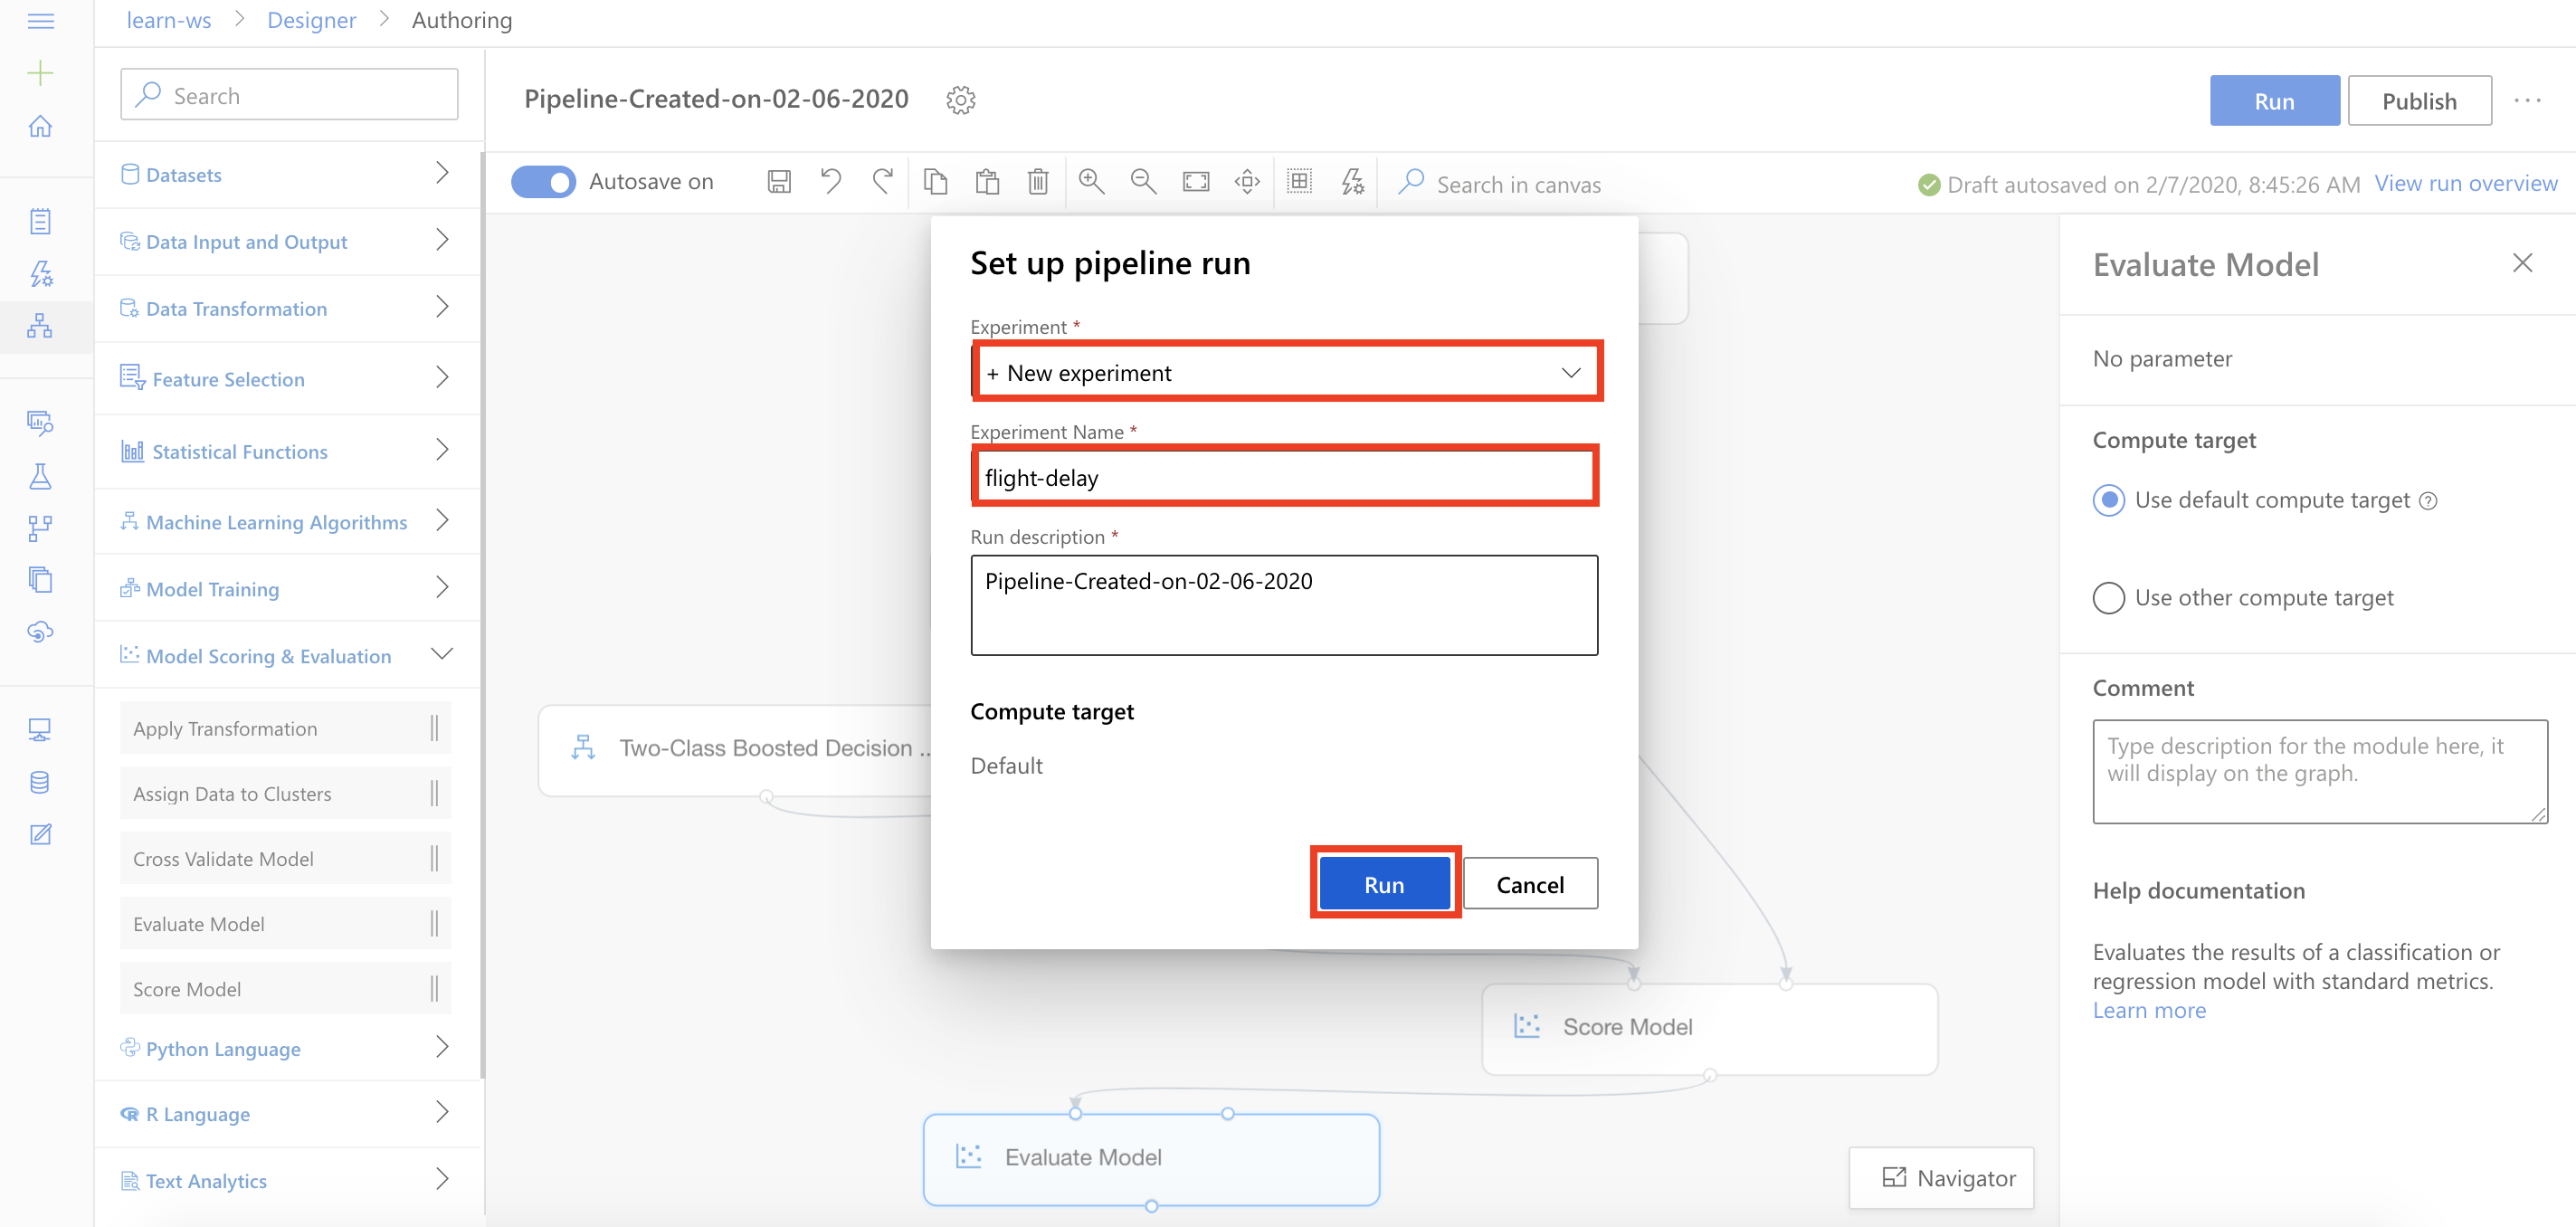 learn-ws > Designer > Authoring
Search
Datasets
Data Input and Output
Data Transformation
Feature Selection
Statistical Functions
Machine Learning Algorithms
Model Training
Model Scoring & Evaluation
Apply Transformation
Assign Data to Clusters
Cross Validate Model
Evaluate Model
Score Model
Python Language
R Language
Text Analytics
Pipeline-Created-on-02-06-2020
Run
Publish
...
Autosave on
Search in canvas
Draft autosaved on 2/7/2020, 8:45:26 AM
View run overview
Two-Class Boosted Decision ...
Score Model
Evaluate Model
Navigator
Set up pipeline run
Experiment *
+ New experiment
Experiment Name *
flight-delay
Run description *
Pipeline-Created-on-02-06-2020
Compute target
Default
Run
Cancel
Evaluate Model
No parameter
Compute target
Use default compute target
Use other compute target
Comment
Type description for the module here, it
will display on the graph.
Help documentation
Evaluates the results of a classification or
regression model with standard metrics.
Learn more